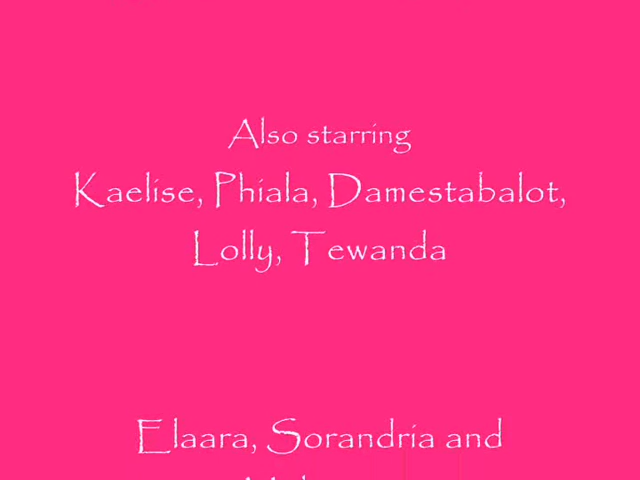 Also starring
Kaelise, Phiala, Damestabalot,
Lolly, Tewanda
Elaara, Sorandria and